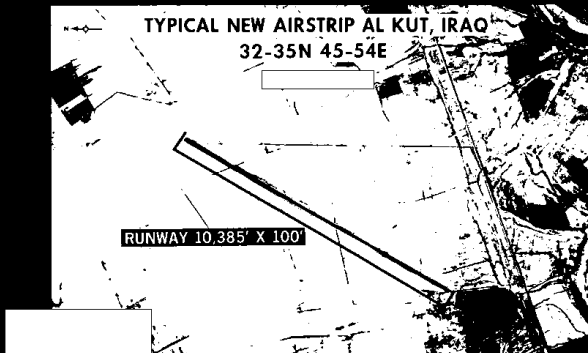 N
TYPICAL NEW AIRSTRIP AL KUT, IRAQ
32-35N 45-54E
RUNWAY 10,385' X 100'